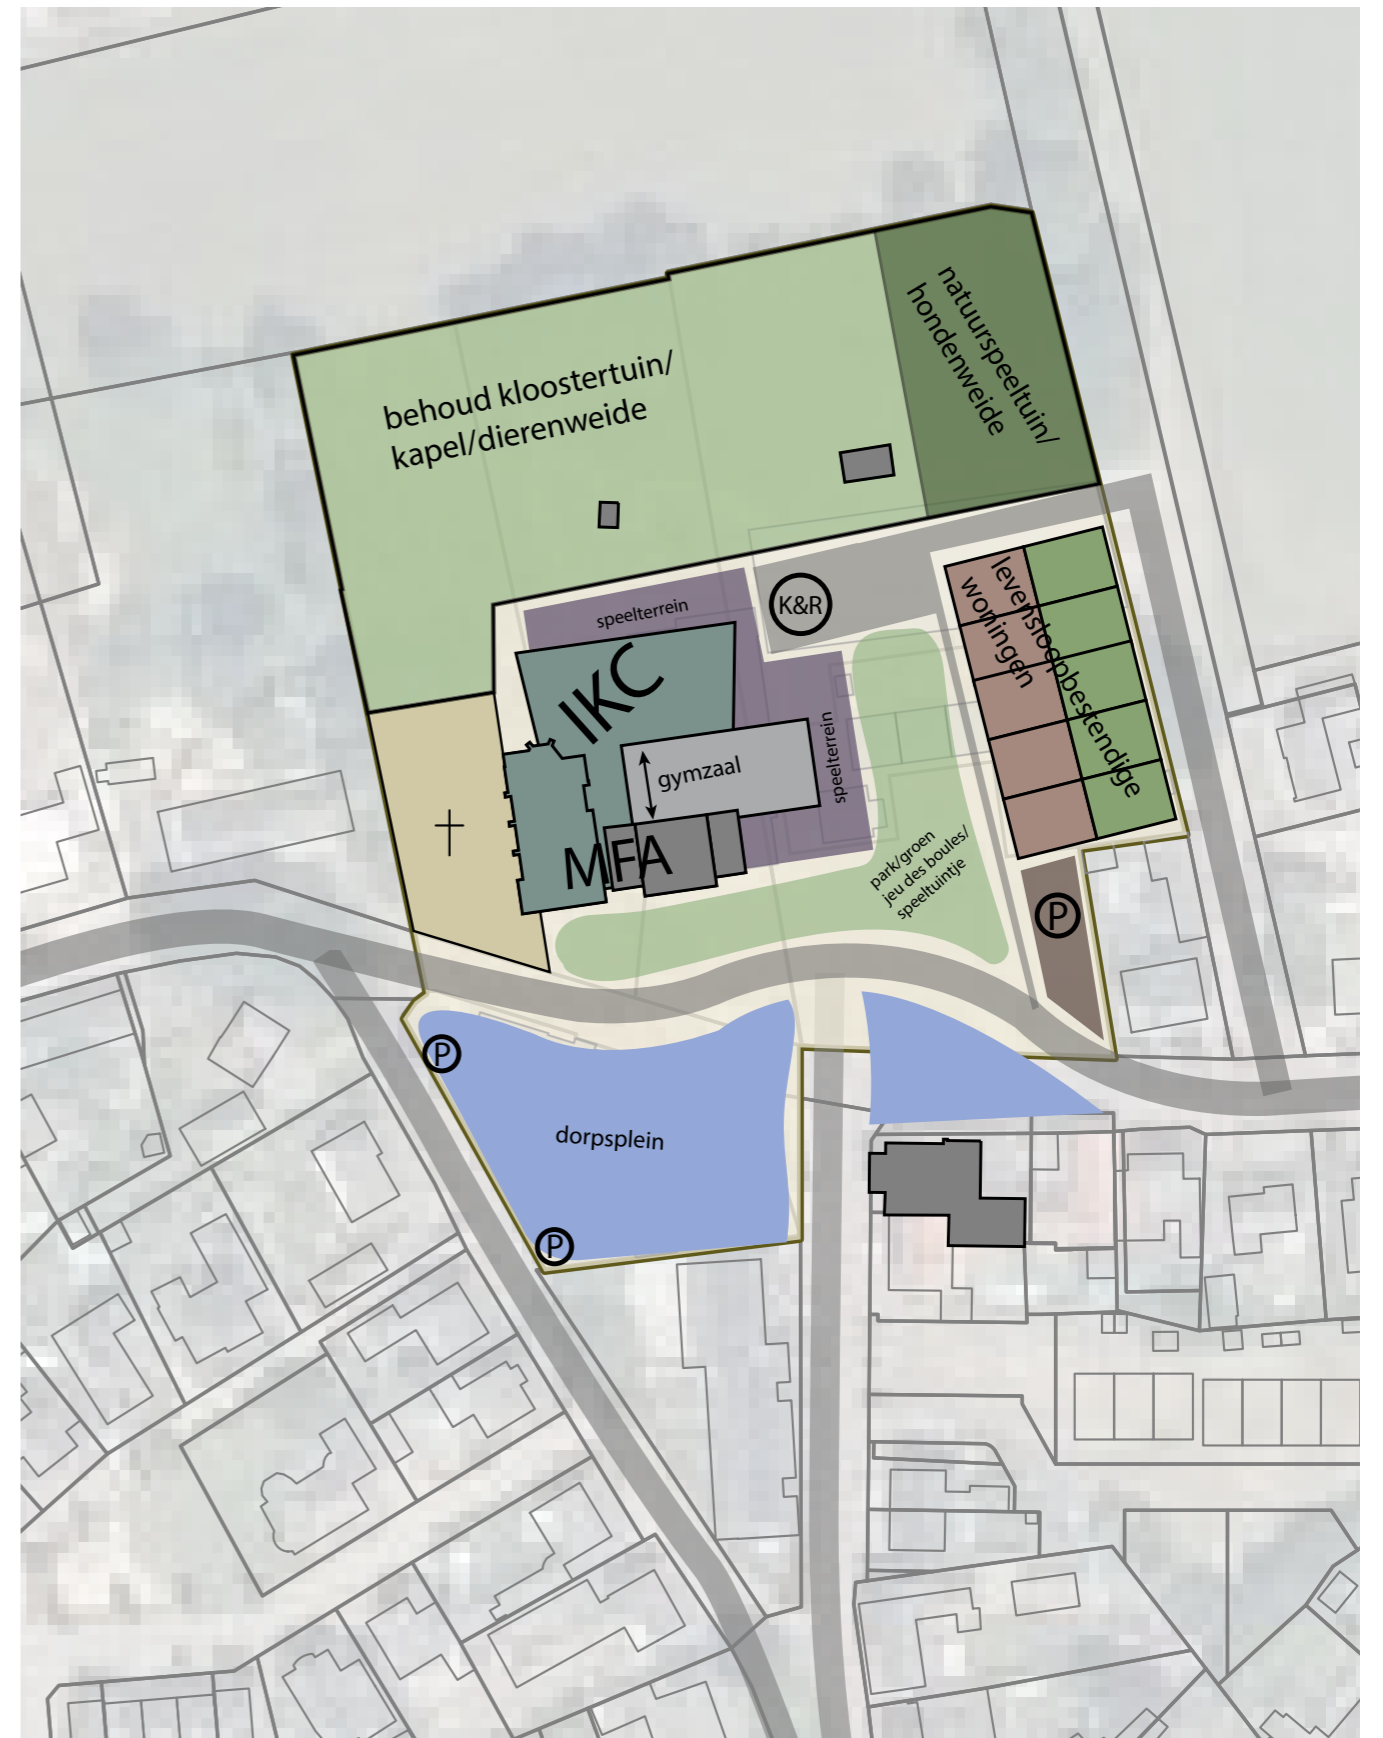 natuurspeeltuin/
hondenweide
behoud kloostertuin/
kapel/dierenweide
K&R
speelterrein
levensloopbestendige
woningen
IKC
speelterrein
gymzaal
MFA
park/groen
jeu des boules/
speeltuintje
P
P
dorpsplein
P